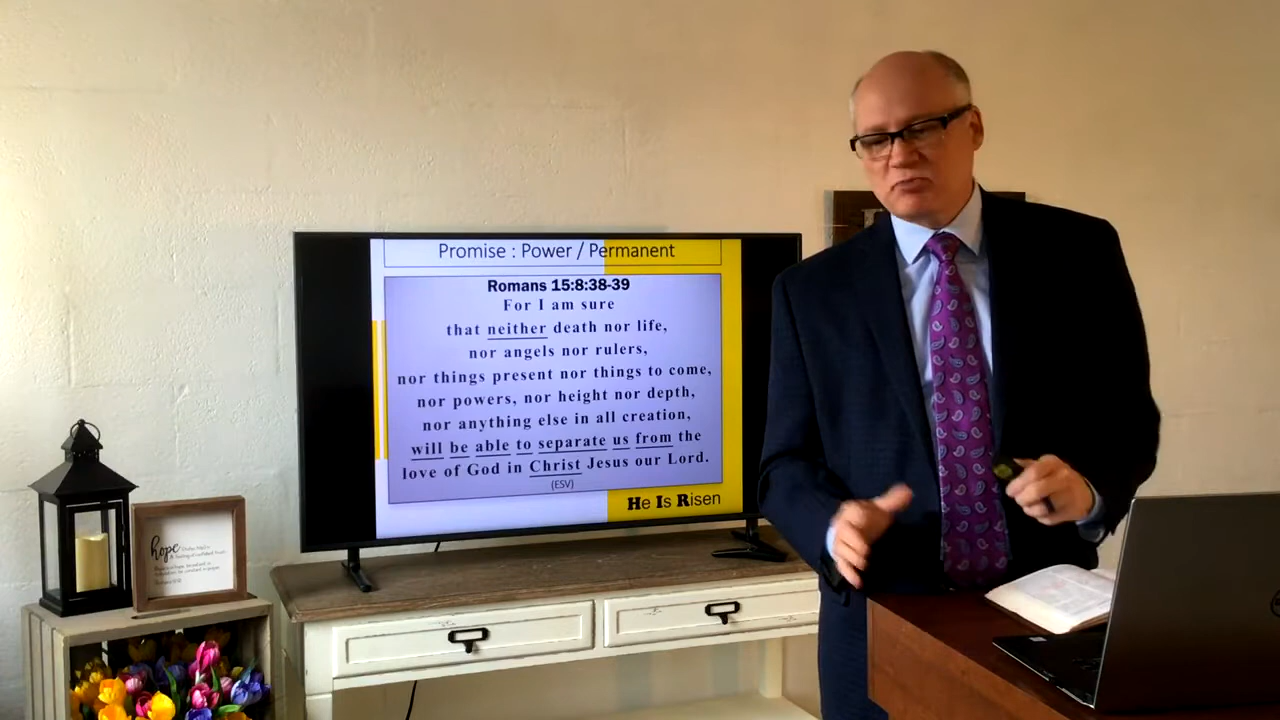 Promise : Power / Permanent
Romans 15:8:38-39
For I am sure
that neither death nor life,
nor angels nor rulers,
nor things present nor things to come,
nor powers, nor height nor depth,
nor anything else in all creation,
will be able to separate us from the
love of God in Christ Jesus our Lord.
(ESV)
He Is Risen
hope